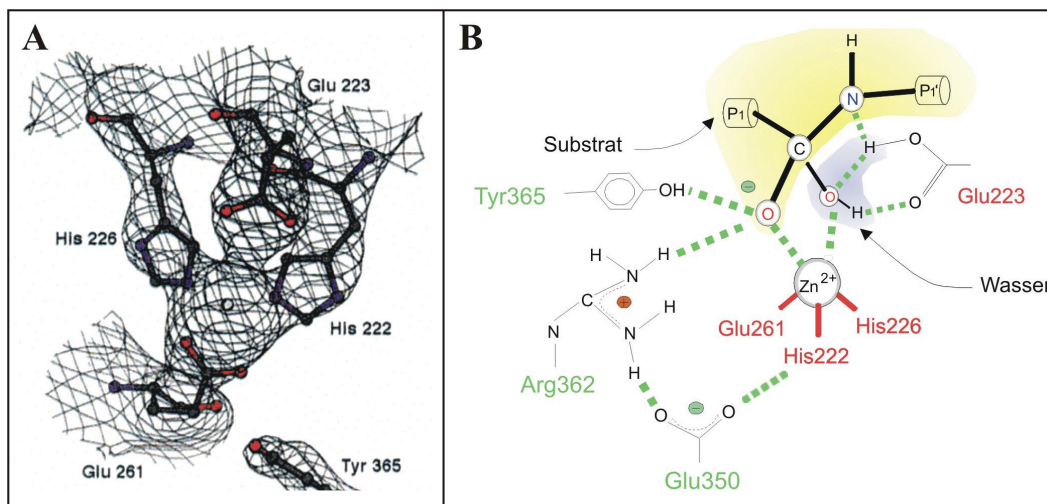 A
Glu 223
His 226
His 222
Glu 261
Tyr 365
B
H
N
P1'
P1
Substrat
C
H
O
OH
−
O
O
H
O
Glu223
Tyr365
H
N
H
Zn2+
Wasser
C
+
H
N
Glu261
His226
N
H
His222
Arg362
−
O
O
Glu350